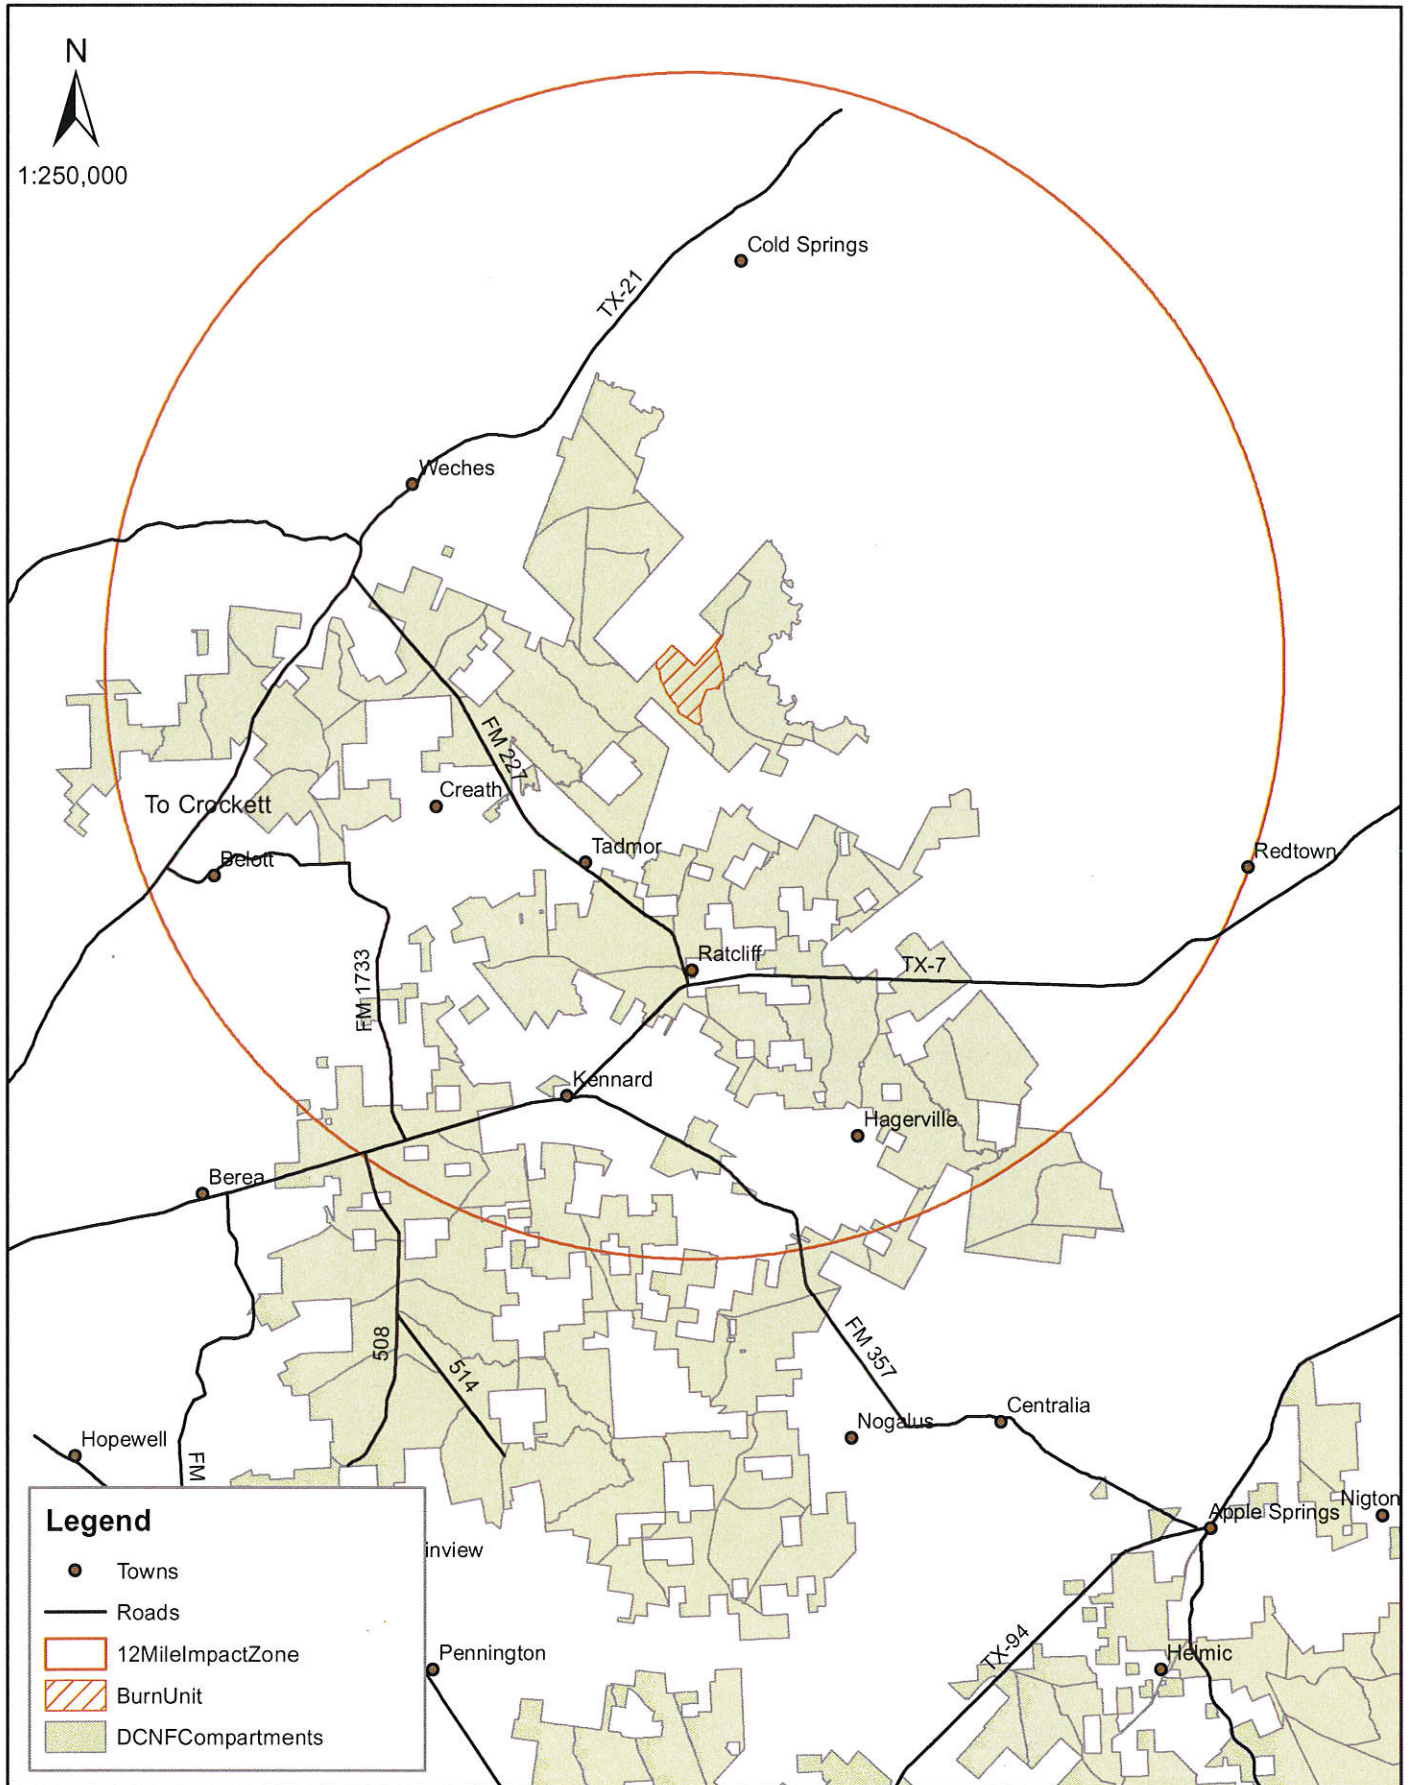 N
1:250,000
Cold Springs
TX-21
Weches
FM 227
To Crockett
Creath
Tadmor
Belott
Redtown
Ratcliff
TX-7
FM 1733
Kennard
Hagerville
Berea
508
514
FM 357
Centralia
Nogalus
Hopewell
FM
Nigton
Apple Springs
Legend
inview
Towns
Roads
12MileImpactZone
BurnUnit
DCNFCompartments
Pennington
TX-94
Helmic